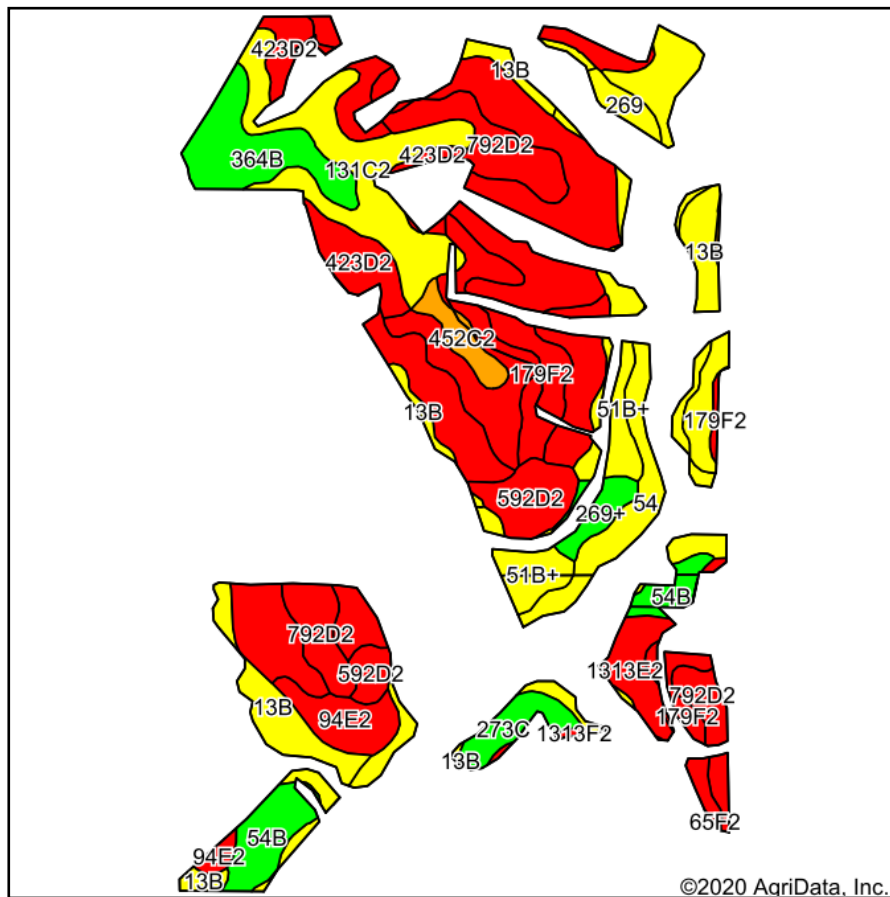 423D2
13B
269
792D2
364B
131C2
423D2
13B
423D2
452C2
179F2
51B+
13B
179F2
592D2
269+
54
51B+
54B
792D2
592D2
1313E2
792D2
179F2
13B
94E2
273C
1313F2
13B
65F2
54B
94E2
13B
©2020 AgriData, Inc.